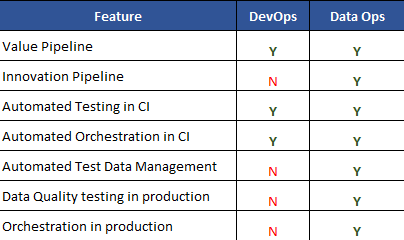 Feature DevOps Data Ops
Value Pipeline Y Y
Innovation Pipeline N Y
Automated Testing in CI Y Y
Automated Orchestration in CI Y Y
Automated Test Data Management N Y
Data Quality testing in production N Y
Orchestration in production N Y